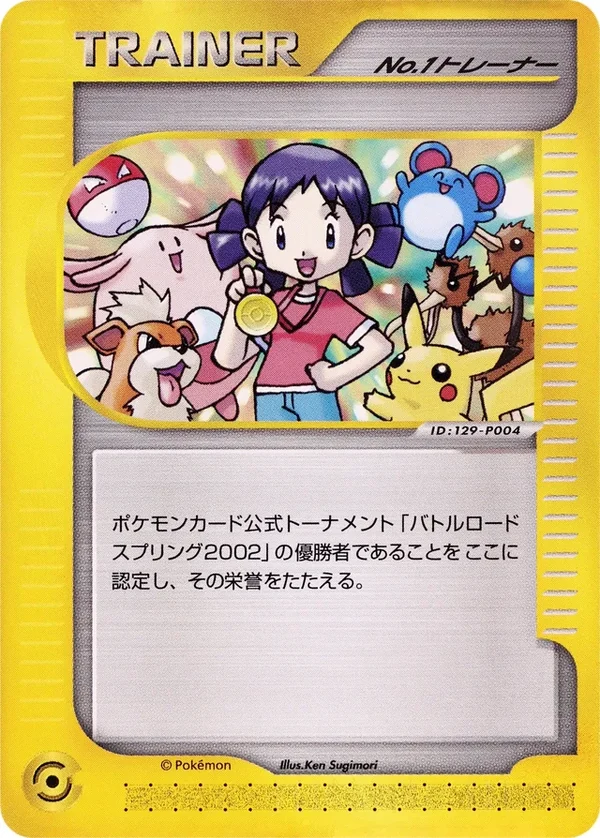 TRAINER
No.1トレーナー
ID:129-P004
ポケモンカード公式トーナメント「バトルロード
スプリング2002」の優勝者であることを ここに
認定し、その栄誉をたたえる。
© Pokémon
Illus.Ken Sugimori